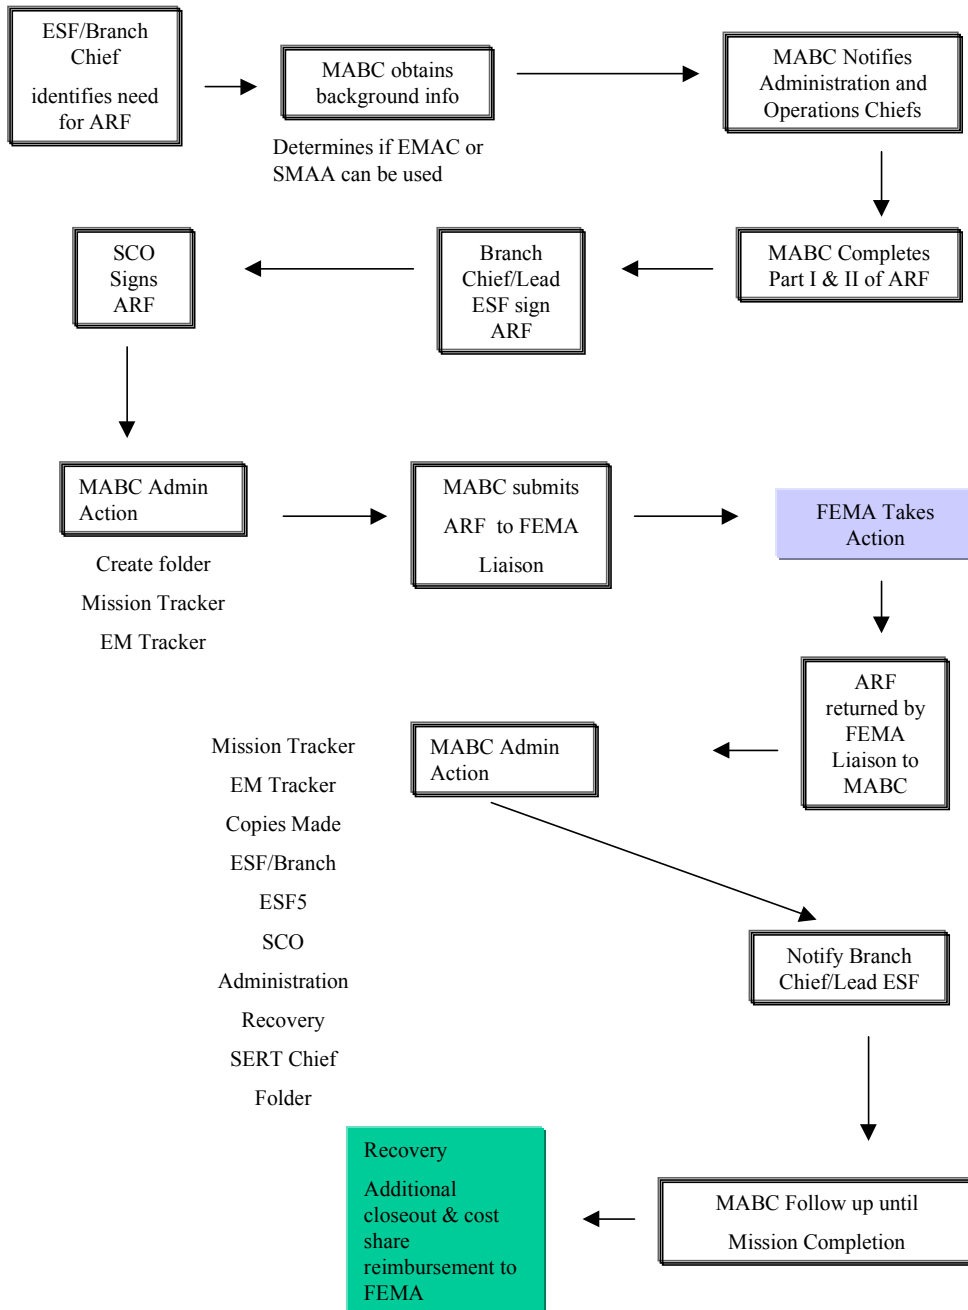 ESF/Branch
Chief
identifies need
for ARF
MABC obtains
background info
Determines if EMAC or
SMAA can be used
MABC Notifies
Administration and
Operations Chiefs
MABC Completes
Part I & II of ARF
Branch
Chief/Lead
ESF sign
ARF
SCO
Signs
ARF
MABC Admin
Action
Create folder
Mission Tracker
EM Tracker
MABC submits
ARF to FEMA
Liaison
FEMA Takes
Action
ARF
returned by
FEMA
Liaison to
MABC
MABC Admin
Action
Mission Tracker
EM Tracker
Copies Made
ESF/Branch
ESF5
SCO
Administration
Recovery
SERT Chief
Folder
Notify Branch
Chief/Lead ESF
MABC Follow up until
Mission Completion
Recovery
Additional
closeout & cost
share
reimbursement to
FEMA